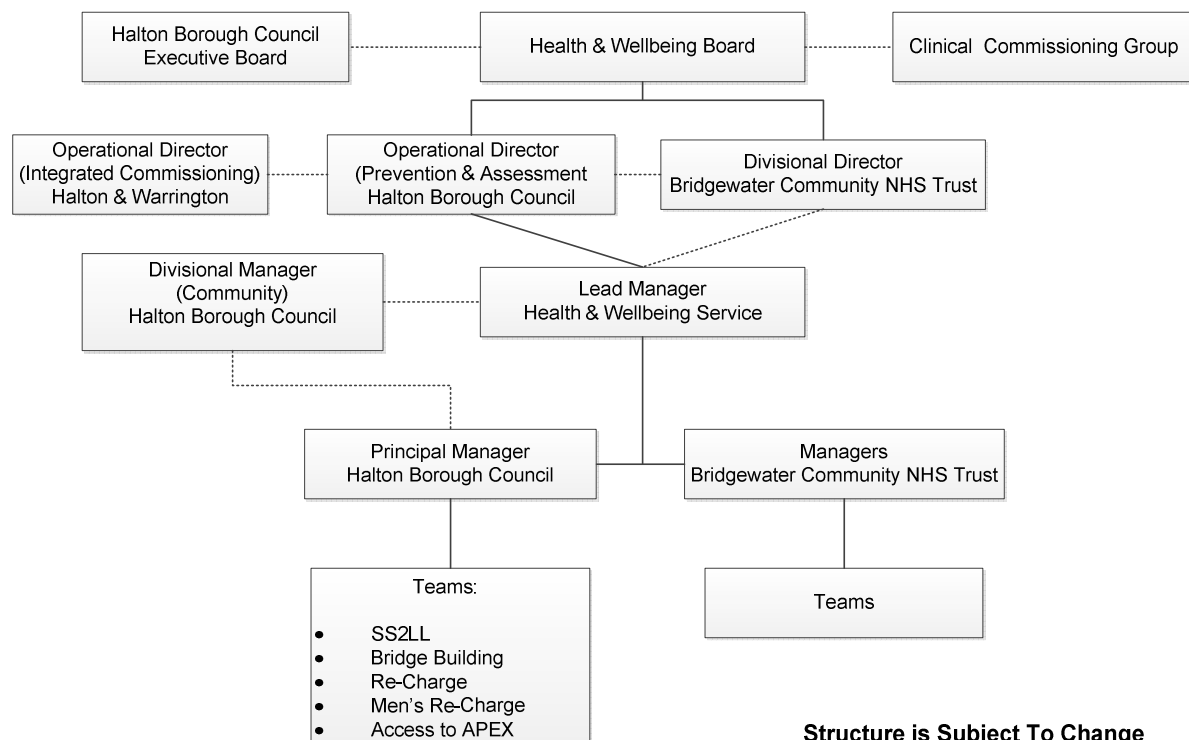 Halton Borough Council
Executive Board
Health & Wellbeing Board
Clinical Commissioning Group
Operational Director
(Integrated Commissioning)
Halton & Warrington
Operational Director
(Prevention & Assessment
Halton Borough Council
Divisional Director
Bridgewater Community NHS Trust
Divisional Manager
(Community)
Halton Borough Council
Lead Manager
Health & Wellbeing Service
Principal Manager
Halton Borough Council
Managers
Bridgewater Community NHS Trust
Teams:
• SS2LL
• Bridge Building
• Re-Charge
• Men's Re-Charge
• Access to APEX
Teams
Structure is Subject To Change